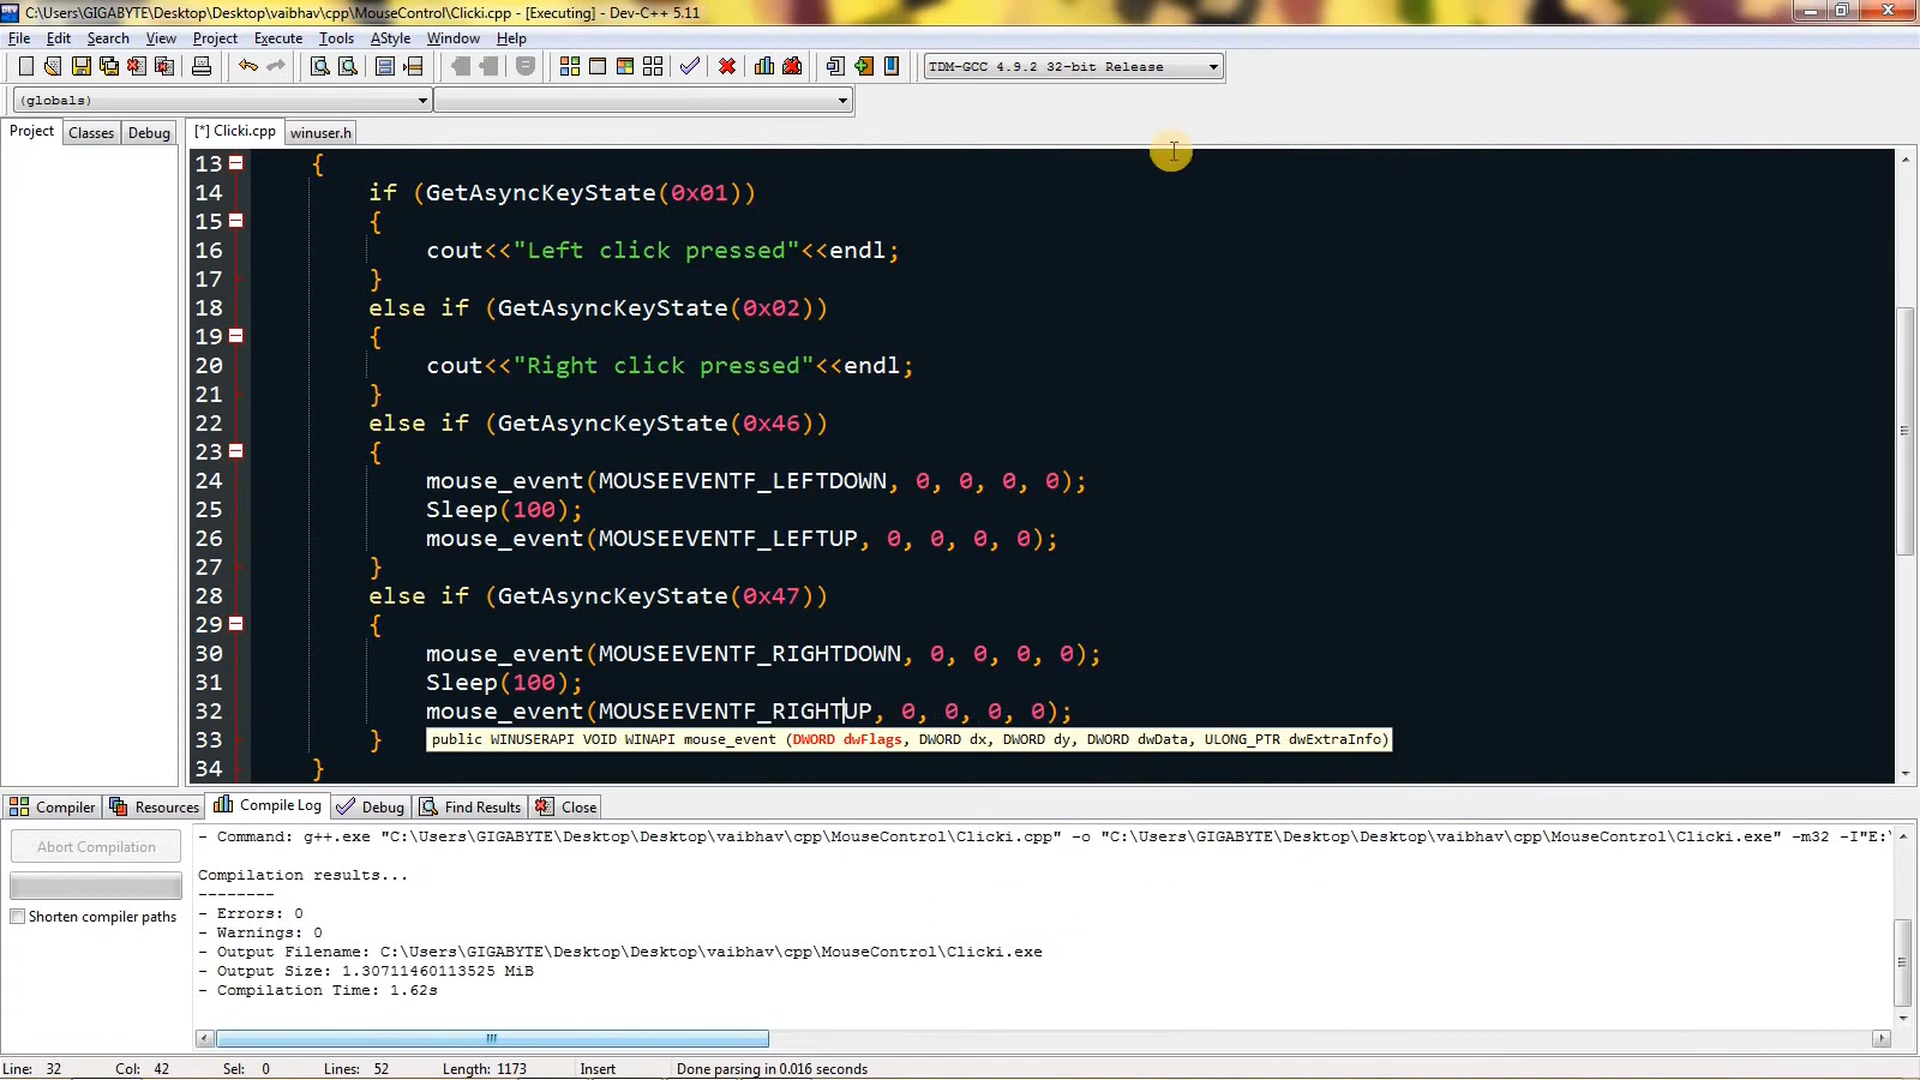 C:\Users\GIGABYTE\Desktop\Desktop\vaibhav\cpp\MouseControl\Clicki.cpp - [Executing] - Dev-C++ 5.11
File Edit Search View Project Execute Tools AStyle Window Help
TDM-GCC 4.9.2 32-bit Release
(globals)
Project Classes Debug [*] Clicki.cpp winuser.h
13 {
14 if (GetAsyncKeyState(0x01))
15 {
16 cout<<"Left click pressed"<<endl;
17 }
18 else if (GetAsyncKeyState(0x02))
19 {
20 cout<<"Right click pressed"<<endl;
21 }
22 else if (GetAsyncKeyState(0x46))
23 {
24 mouse_event(MOUSEEVENTF_LEFTDOWN, 0, 0, 0, 0);
25 Sleep(100);
26 mouse_event(MOUSEEVENTF_LEFTUP, 0, 0, 0, 0);
27 }
28 else if (GetAsyncKeyState(0x47))
29 {
30 mouse_event(MOUSEEVENTF_RIGHTDOWN, 0, 0, 0, 0);
31 Sleep(100);
32 mouse_event(MOUSEEVENTF_RIGHTUP, 0, 0, 0, 0);
33 }
public WINUSERAPI VOID WINAPI mouse_event (DWORD dwFlags, DWORD dx, DWORD dy, DWORD dwData, ULONG_PTR dwExtraInfo)
34 }
Compiler Resources Compile Log Debug Find Results Close
Abort Compilation
Shorten compiler paths
- Command: g++.exe "C:\Users\GIGABYTE\Desktop\Desktop\vaibhav\cpp\MouseControl\Clicki.cpp" -o "C:\Users\GIGABYTE\Desktop\Desktop\vaibhav\cpp\MouseControl\Clicki.exe" -m32 -I"E:\
Compilation results...
--------
- Errors: 0
- Warnings: 0
- Output Filename: C:\Users\GIGABYTE\Desktop\Desktop\vaibhav\cpp\MouseControl\Clicki.exe
- Output Size: 1.30711460113525 MiB
- Compilation Time: 1.62s
Line: 32 Col: 42 Sel: 0 Lines: 52 Length: 1173 Insert Done parsing in 0.016 seconds